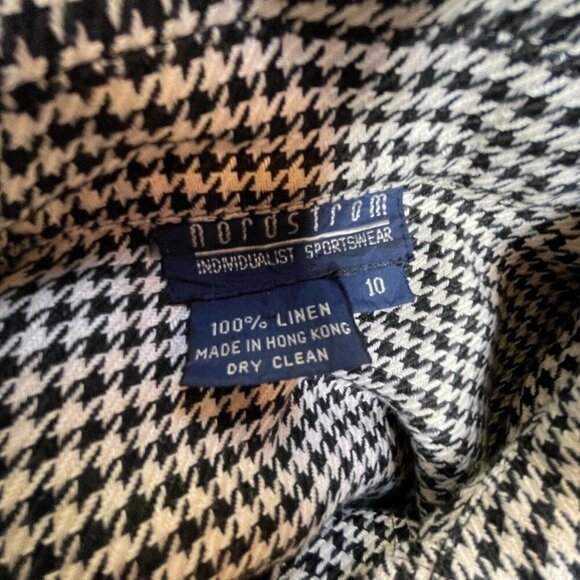 nordstrom
INDIVIDUALIST SPORTSWEAR
10
100% LINEN
MADE IN HONG KONG
DRY CLEAN